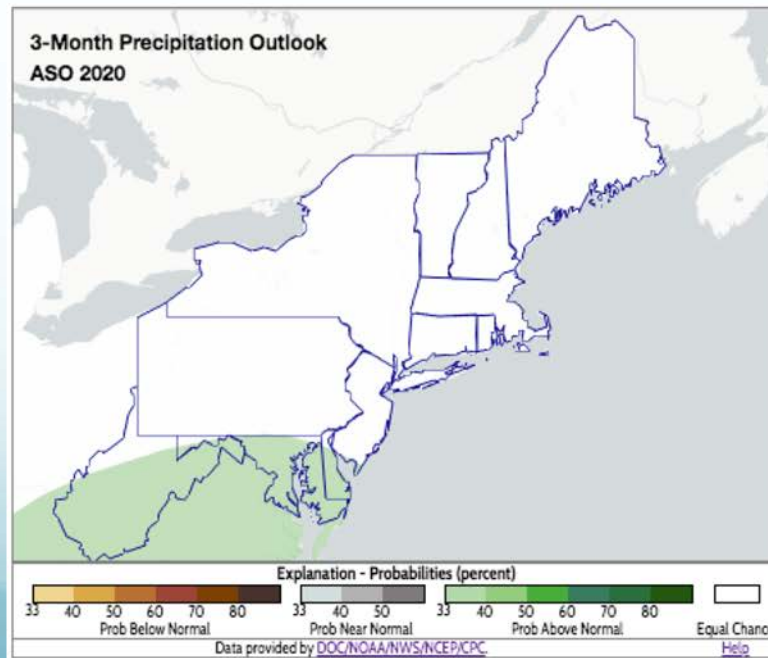 3-Month Precipitation Outlook
ASO 2020
Explanation - Probabilities (percent)
33 40 50 60 70 80 33 40 50 33 40 50 60 70 80
Prob Below Normal Prob Near Normal Prob Above Normal Equal Chanc
Data provided by DOC/NOAA/NWS/NCEP/CPC. Help